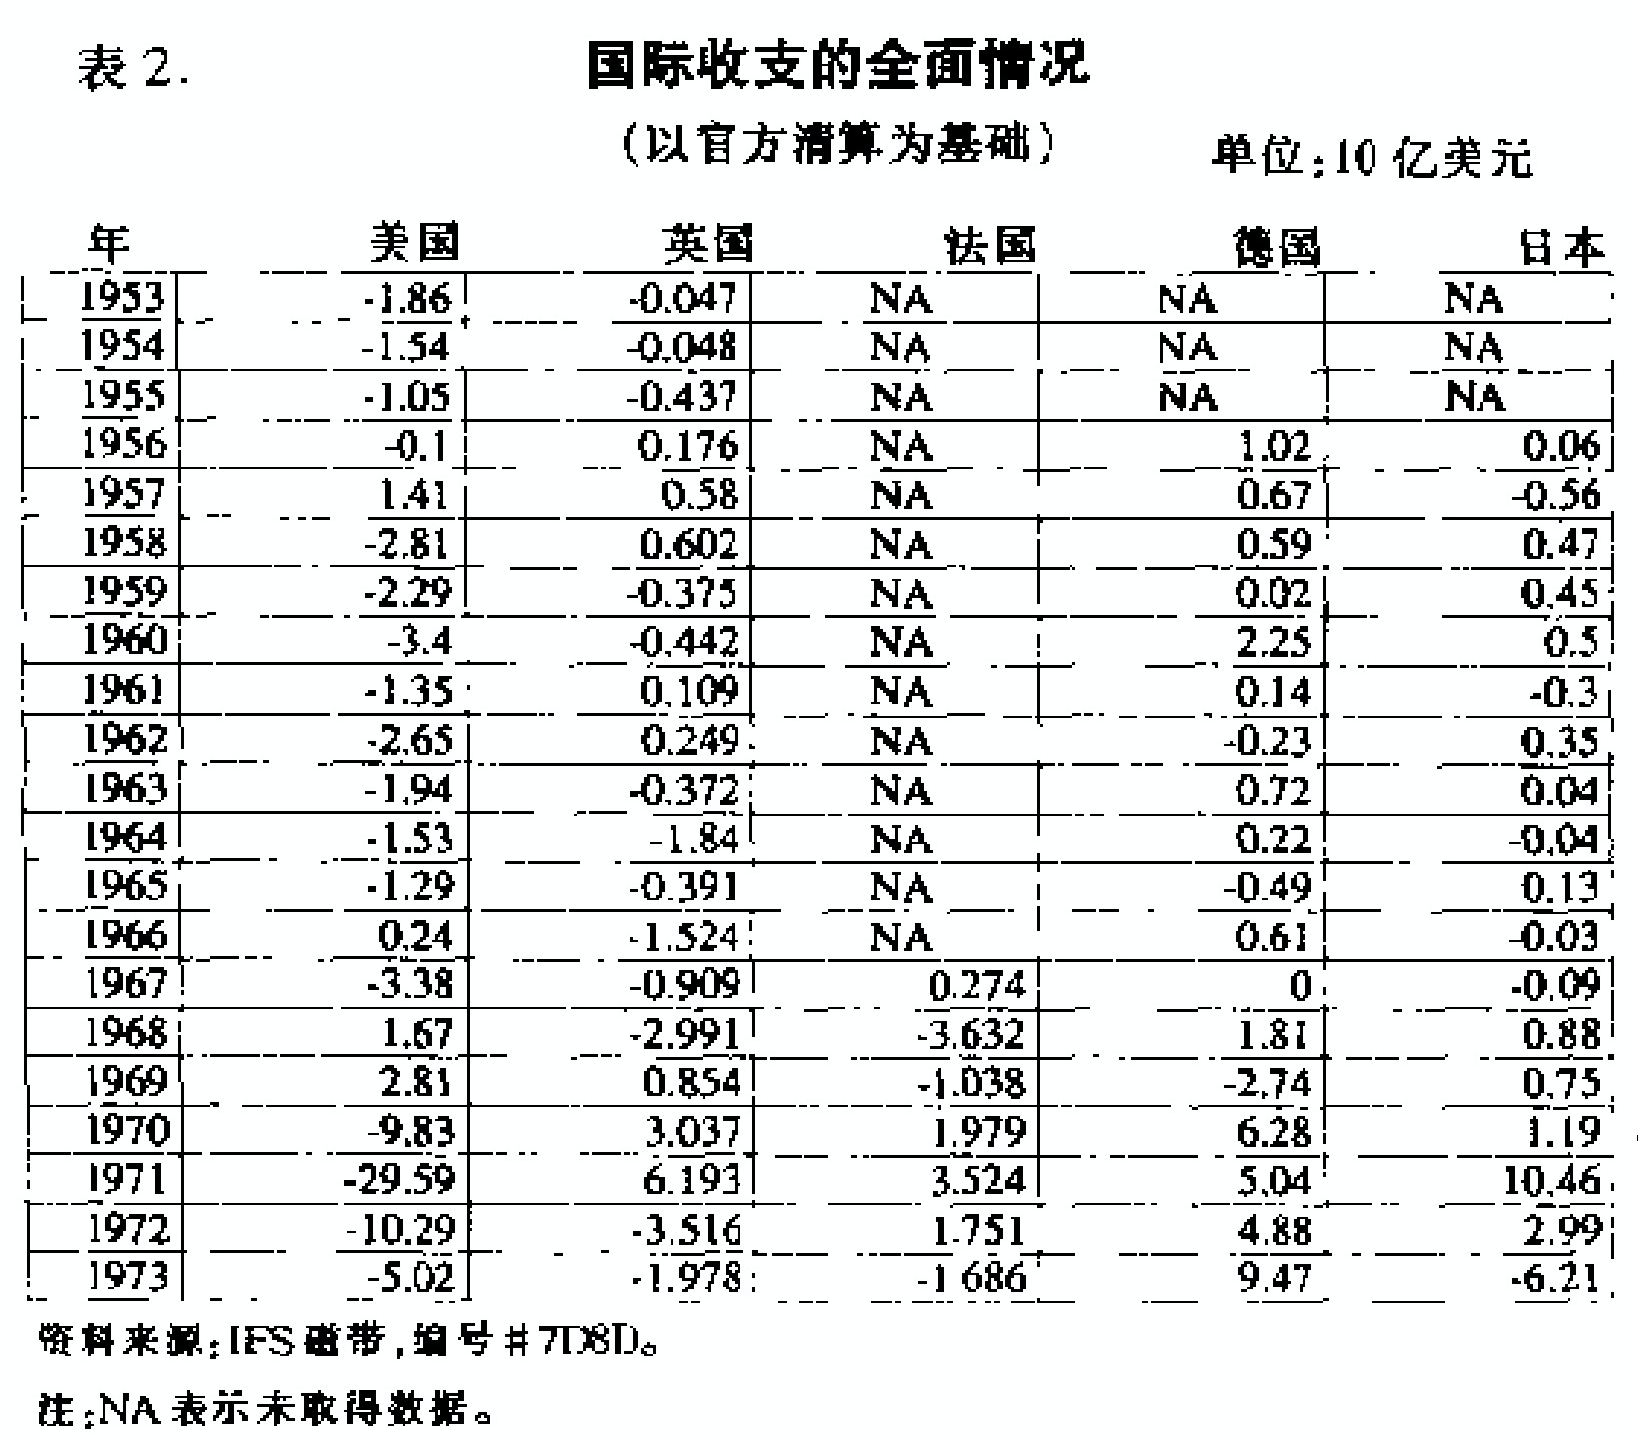 表2. 国际收支的全面情况
(以官方清算为基础) 单位:10亿美元
年 美国 英国 法国 德国 日本
1953 -1.86 -0.047 NA NA NA
1954 -1.54 -0.048 NA NA NA
1955 -1.05 -0.437 NA NA NA
1956 -0.1 0.176 NA 1.02 0.06
1957 1.41 0.58 NA 0.67 -0.56
1958 -2.81 0.602 NA 0.59 0.47
1959 -2.29 -0.375 NA 0.02 0.45
1960 -3.4 -0.442 NA 2.25 0.5
1961 -1.35 0.109 NA 0.14 -0.3
1962 -2.65 0.249 NA -0.23 0.35
1963 -1.94 -0.372 NA 0.72 0.04
1964 -1.53 -1.84 NA 0.22 -0.04
1965 -1.29 -0.391 NA -0.49 0.13
1966 0.24 -1.524 NA 0.61 -0.03
1967 -3.38 -0.909 0.274 0 -0.09
1968 1.67 -2.991 -3.632 1.81 0.88
1969 2.81 0.854 -1.038 -2.74 0.75
1970 -9.83 3.037 1.979 6.28 1.19
1971 -29.59 6.193 3.524 5.04 10.46
1972 -10.29 -3.516 1.751 4.88 2.99
1973 -5.02 -1.978 -1 686 9.47 -6.21
资料来源:IFS磁带,编号#7D8D。
注:NA表示未取得数据。